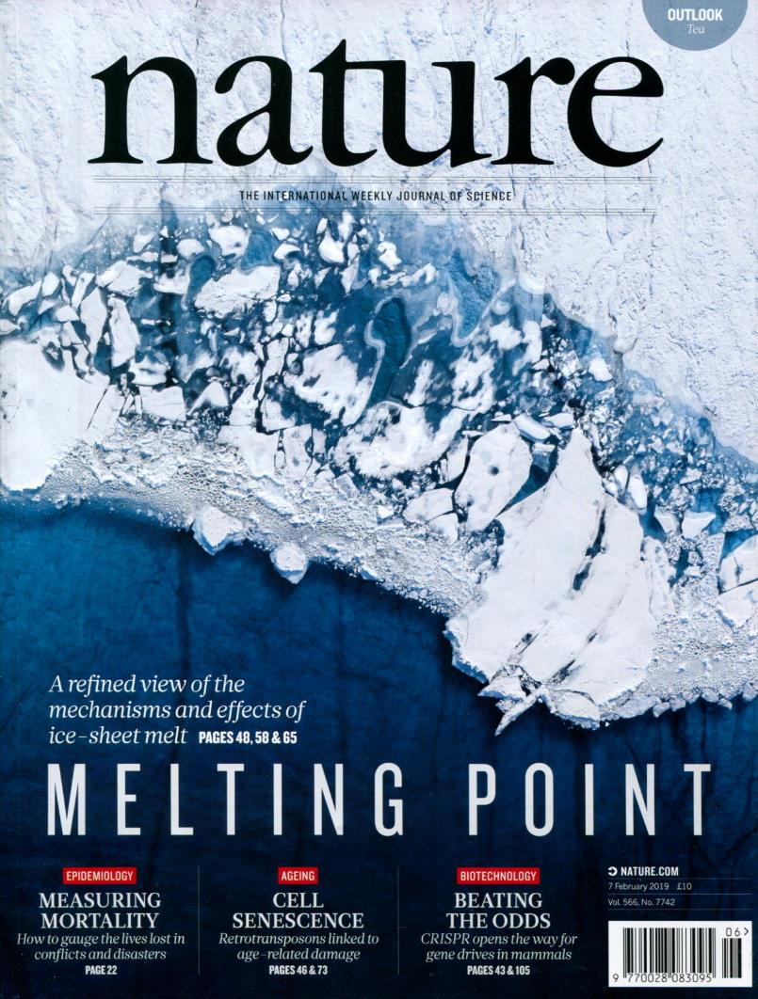 OUTLOOK
Tea
nature
THE INTERNATIONAL WEEKLY JOURNAL OF SCIENCE
A refined view of the
mechanisms and effects of
ice-sheet melt PAGES 48, 58 & 65
MELTING POINT
EPIDEMIOLOGY
MEASURING
MORTALITY
How to gauge the lives lost in
conflicts and disasters
PAGE 22
AGEING
CELL
SENESCENCE
Retrotransposons linked to
age-related damage
PAGES 46 & 73
BIOTECHNOLOGY
BEATING
THE ODDS
CRISPR opens the way for
gene drives in mammals
PAGES 43 & 105
NATURE.COM
7 February 2019 £10
Vol. 566, No. 7742
06>
9 770028 083095